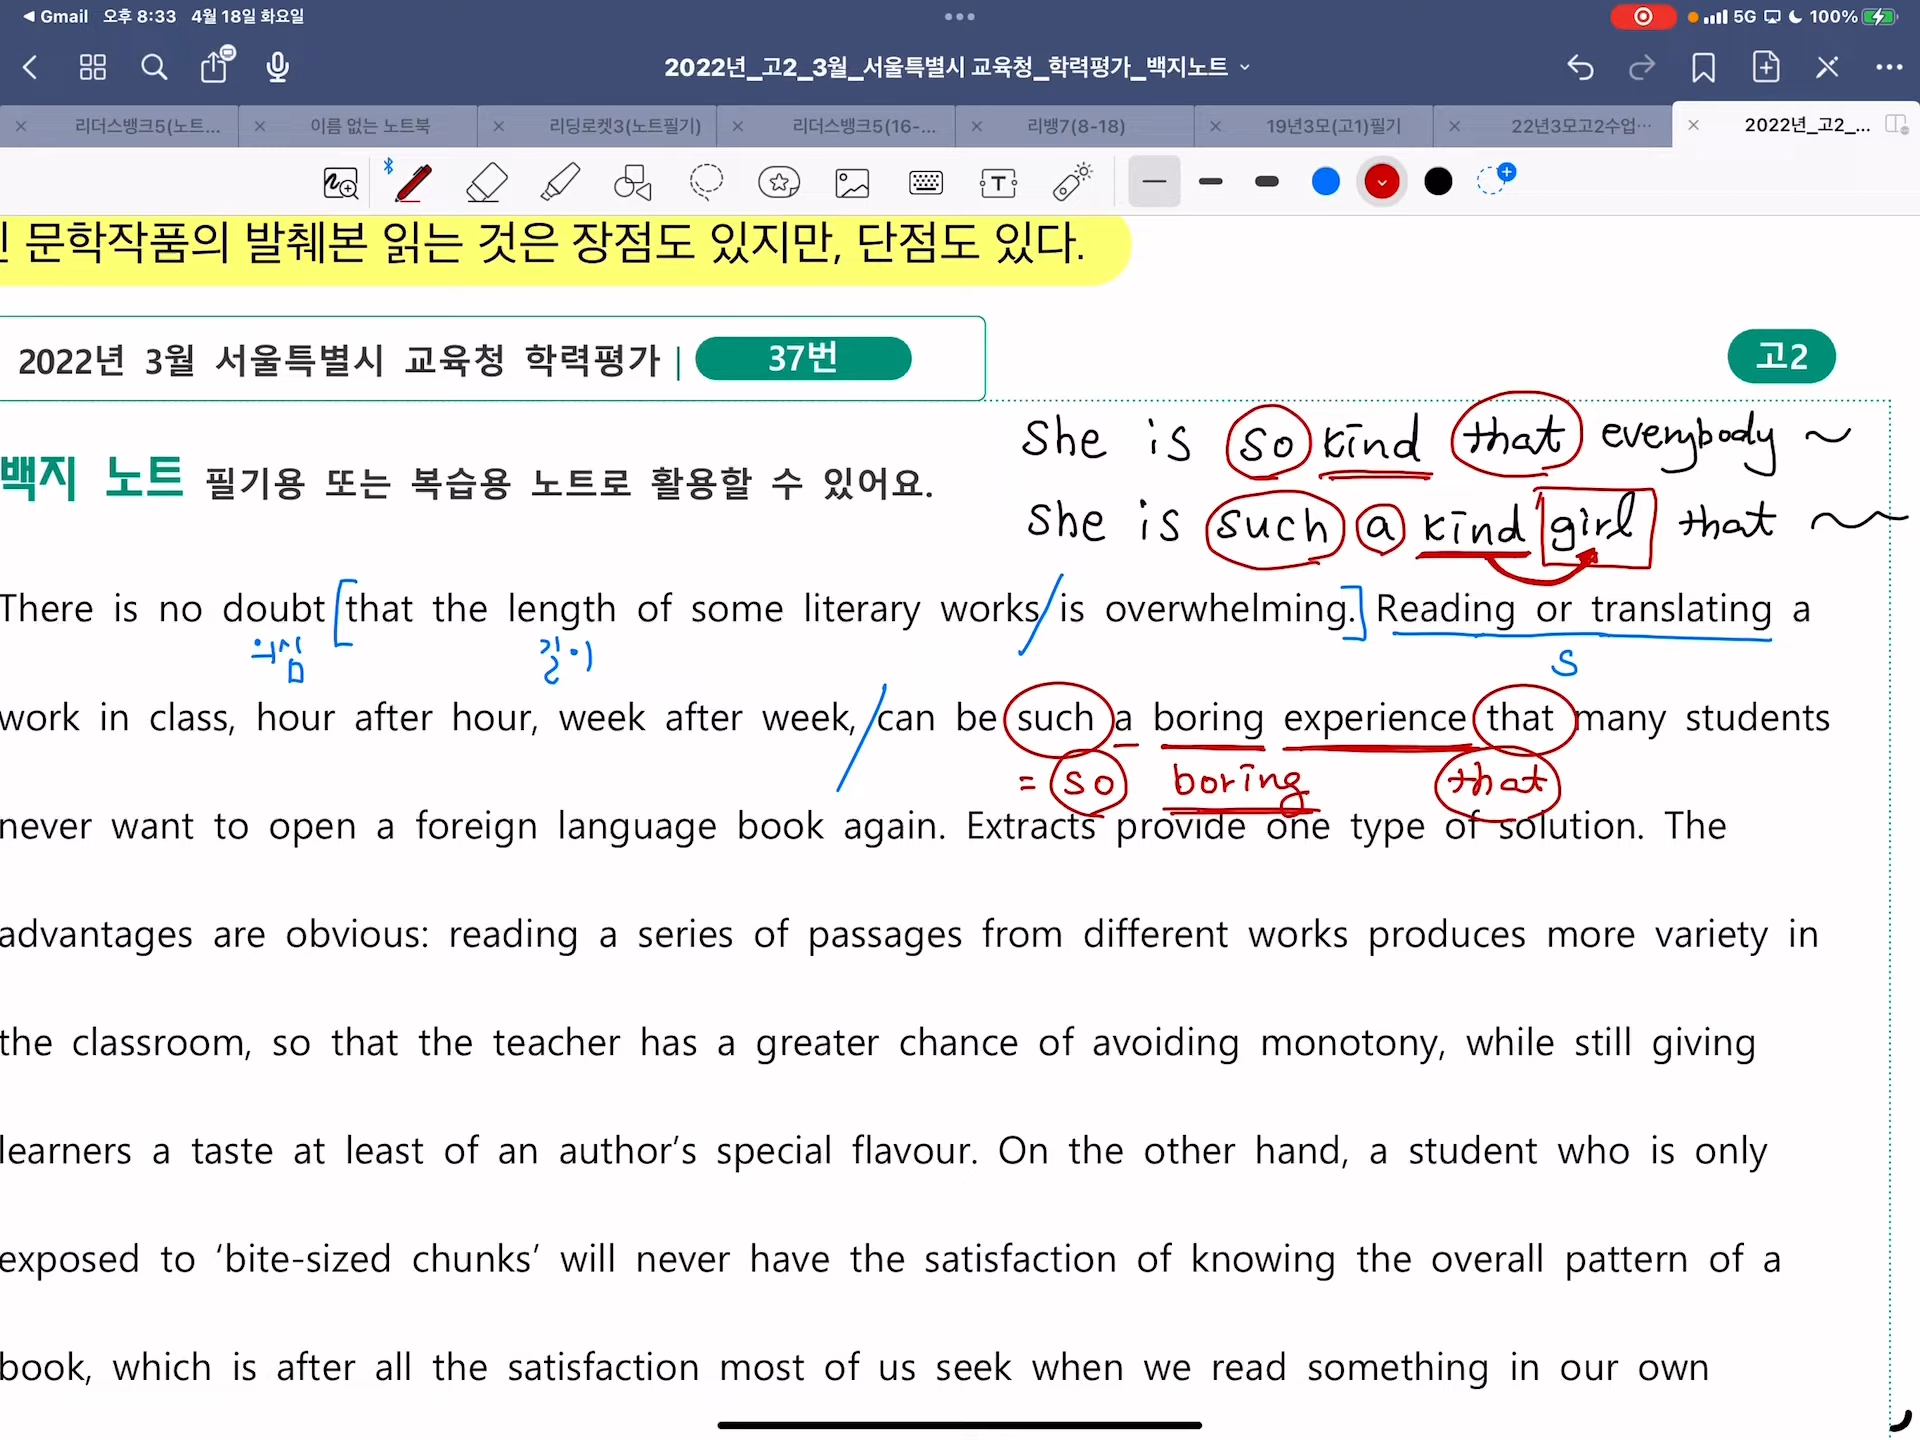 ◀ Gmail 오후 8:33 4월 18일 화요일 5G 100%
2022년_고2_3월_서울특별시 교육청_학력평가_백지노트
리더스뱅크5(노트... 이름 없는 노트북 리딩로켓3(노트필기) 리더스뱅크5(16-... 리뱅7(8-18) 19년3모(고1)필기 22년3모고2수업... 2022년_고2_...
문학작품의 발췌본 읽는 것은 장점도 있지만, 단점도 있다.
2022년 3월 서울특별시 교육청 학력평가 | 37번 고2
She is so kind that everybody ~
백지 노트 필기용 또는 복습용 노트로 활용할 수 있어요.
She is such a kind girl that ~~
There is no doubt [that the length of some literary works / is overwhelming.] Reading or translating a
의심 길이 S
work in class, hour after hour, week after week, / can be such a boring experience that many students
= so boring that
never want to open a foreign language book again. Extracts provide one type of solution. The
advantages are obvious: reading a series of passages from different works produces more variety in
the classroom, so that the teacher has a greater chance of avoiding monotony, while still giving
learners a taste at least of an author's special flavour. On the other hand, a student who is only
exposed to ‘bite-sized chunks’ will never have the satisfaction of knowing the overall pattern of a
book, which is after all the satisfaction most of us seek when we read something in our own